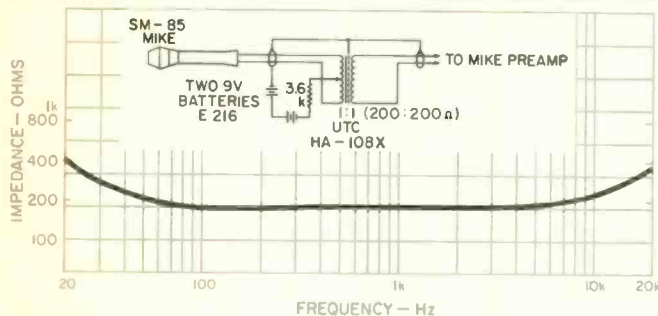 SM-85
MIKE
TO MIKE PREAMP
TWO 9V
BATTERIES
E 216
3.6
k
1:1 (200:200Ω)
UTC
HA-108X
IMPEDANCE-OHMS
1k
800
400
200
100
20
100
1k
10k
20k
FREQUENCY-Hz